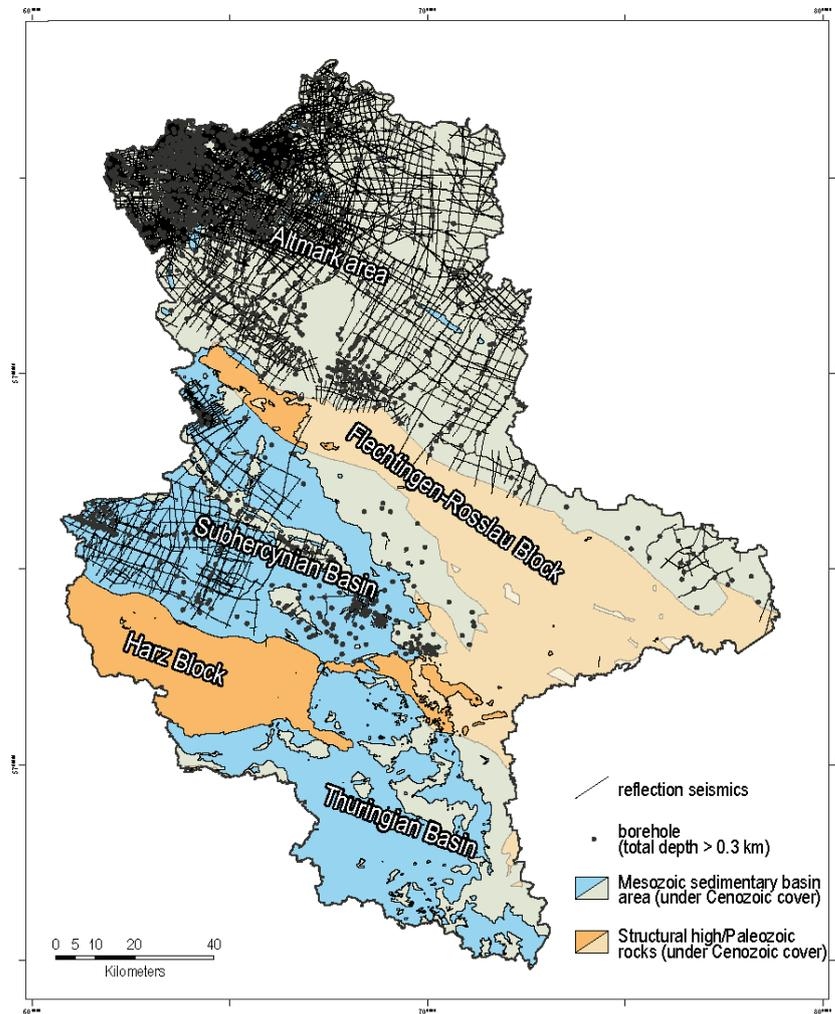 Altmark area
Flechtingen-Rosslau Block
Subhercynian Basin
Harz Block
Thuringian Basin
reflection seismics
borehole
(total depth > 0.3 km)
Mesozoic sedimentary basin
area (under Cenozoic cover)
Structural high/Paleozoic
rocks (under Cenozoic cover)
0 5 10 20 40
Kilometers